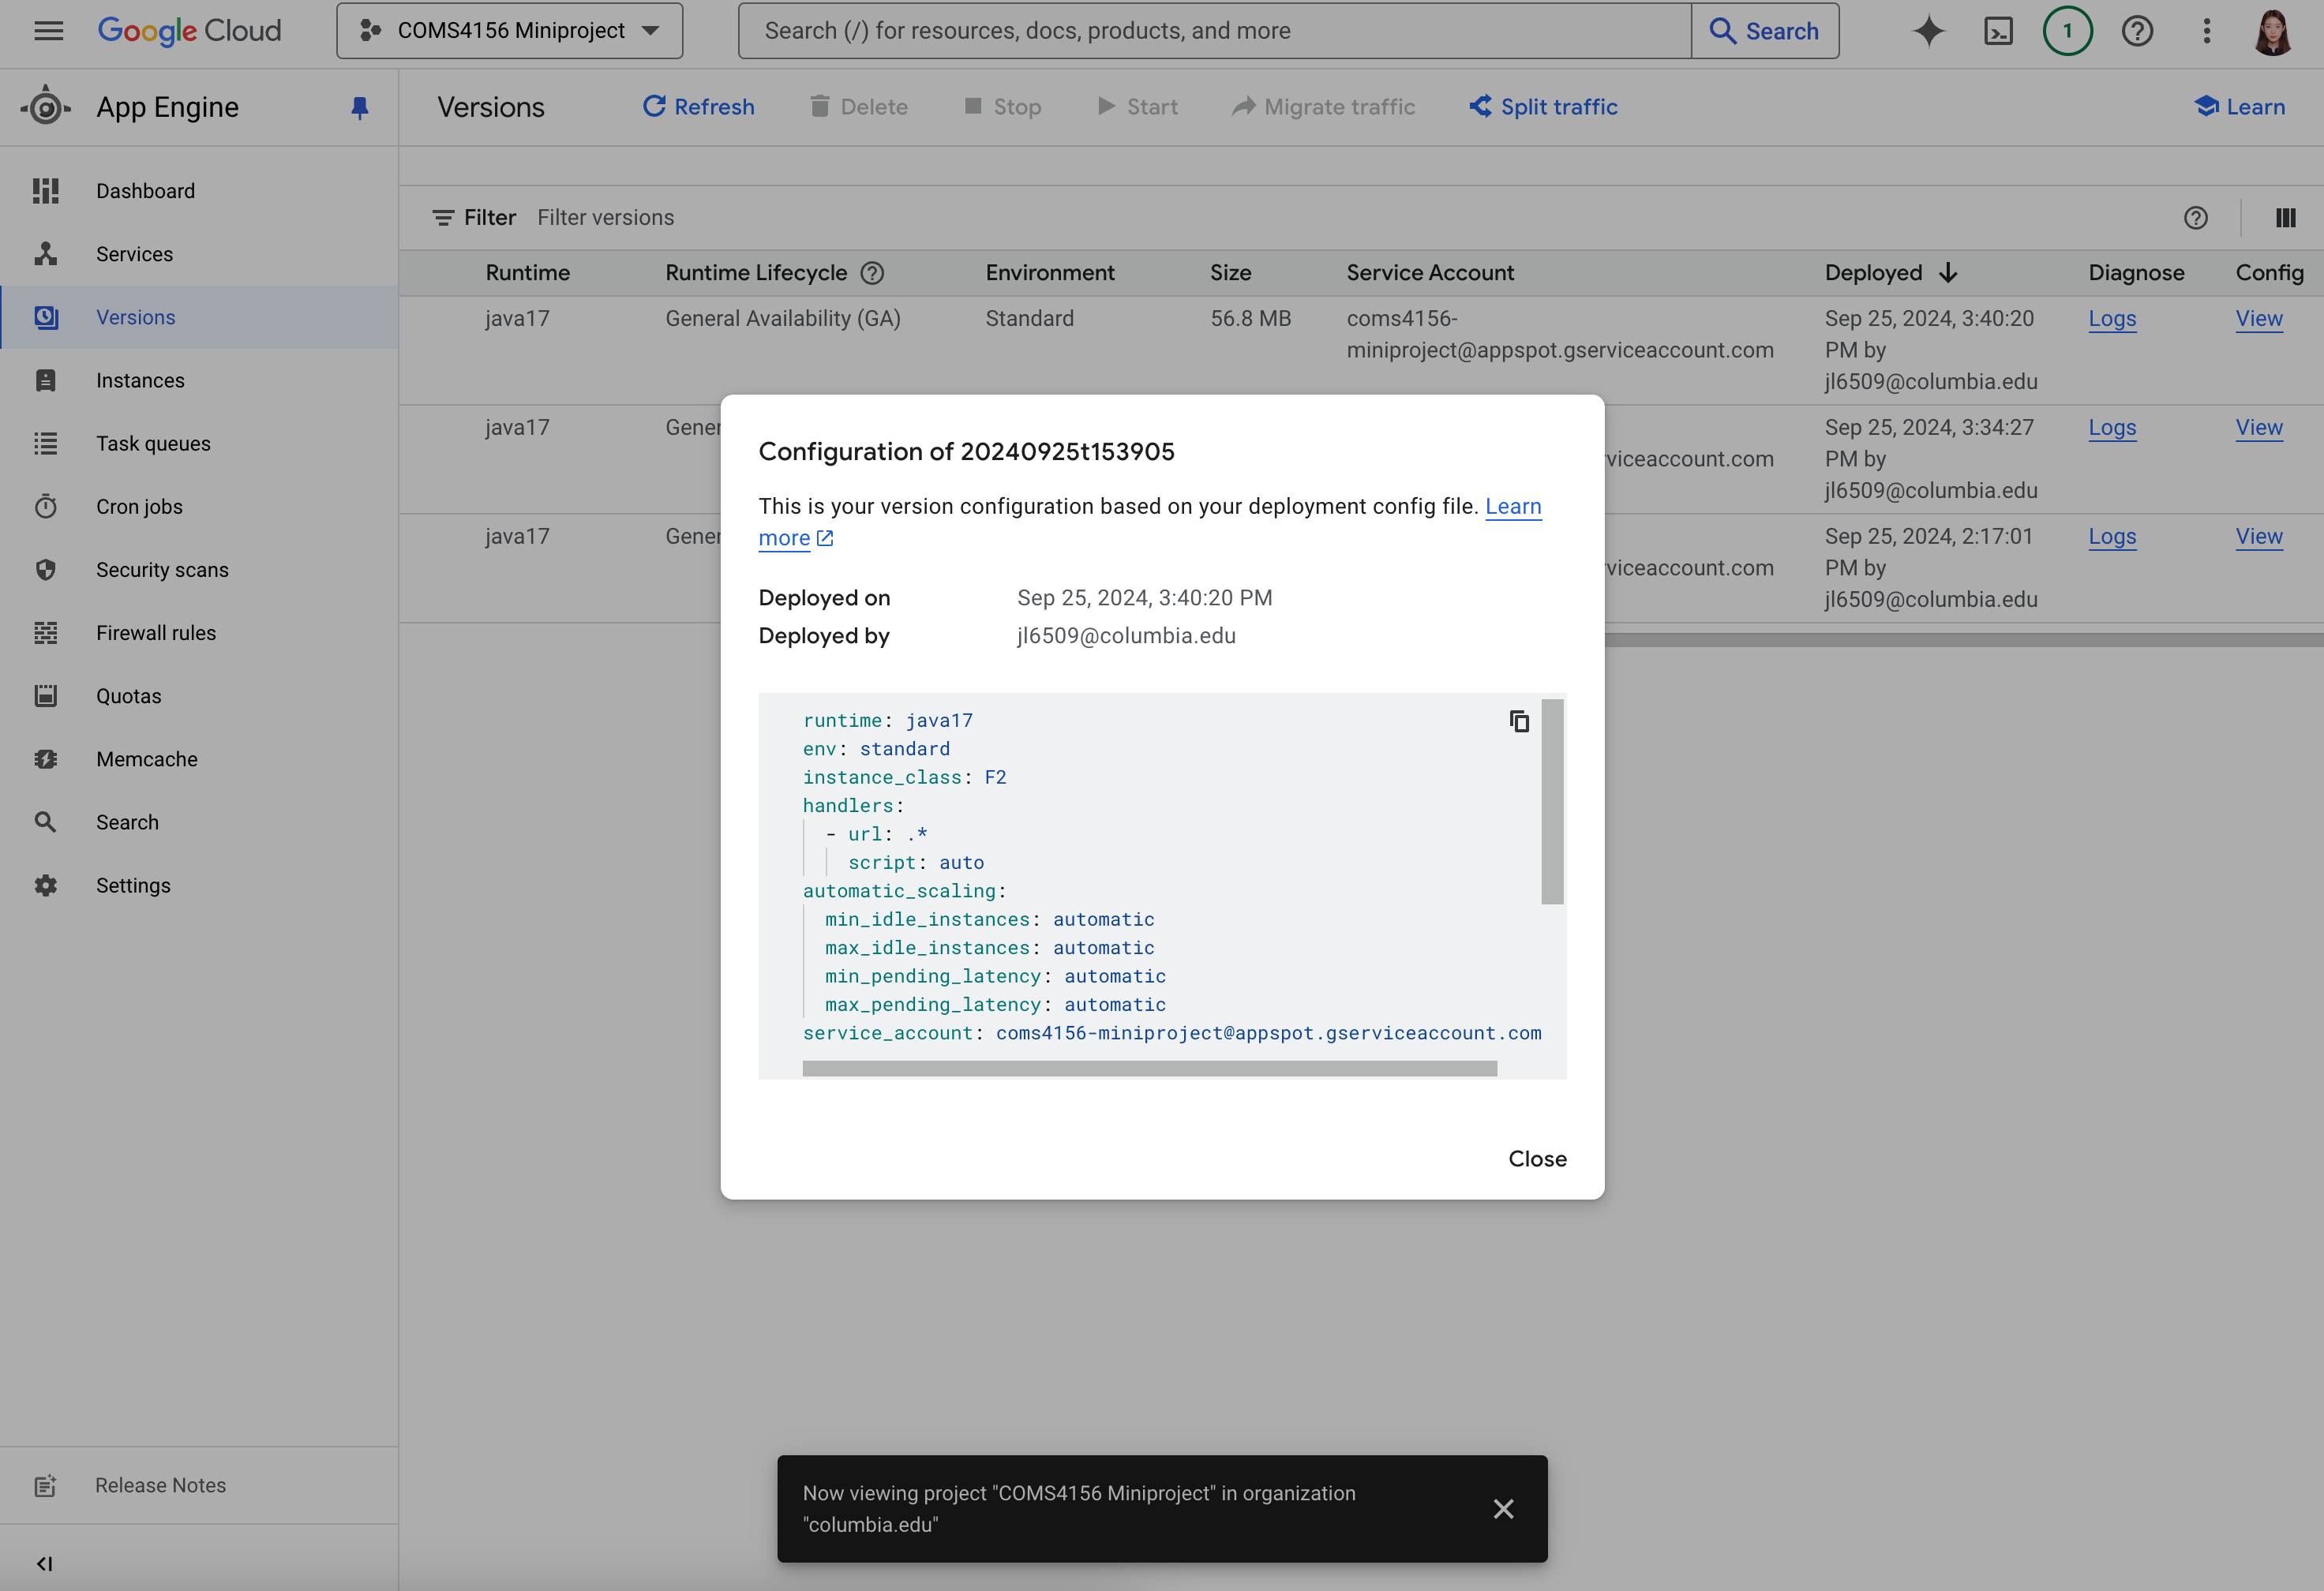 Google Cloud
COMS4156 Miniproject
Search (/) for resources, docs, products, and more
Search
1
App Engine
Versions
Refresh
Delete
Stop
Start
Migrate traffic
Split traffic
Learn
Dashboard
Services
Versions
Instances
Task queues
Cron jobs
Security scans
Firewall rules
Quotas
Memcache
Search
Settings
Release Notes
Filter Filter versions
Runtime Runtime Lifecycle Environment Size Service Account Deployed Diagnose Config
java17 General Availability (GA) Standard 56.8 MB coms4156- Sep 25, 2024, 3:40:20 Logs View
miniproject@appspot.gserviceaccount.com PM by
jl6509@columbia.edu
java17 Gener Sep 25, 2024, 3:34:27 Logs View
viceaccount.com PM by
jl6509@columbia.edu
java17 Gener Sep 25, 2024, 2:17:01 Logs View
viceaccount.com PM by
jl6509@columbia.edu
Configuration of 20240925t153905
This is your version configuration based on your deployment config file. Learn
more
Deployed on Sep 25, 2024, 3:40:20 PM
Deployed by jl6509@columbia.edu
runtime: java17
env: standard
instance_class: F2
handlers:
- url: .*
script: auto
automatic_scaling:
min_idle_instances: automatic
max_idle_instances: automatic
min_pending_latency: automatic
max_pending_latency: automatic
service_account: coms4156-miniproject@appspot.gserviceaccount.com
Close
Now viewing project "COMS4156 Miniproject" in organization
"columbia.edu"